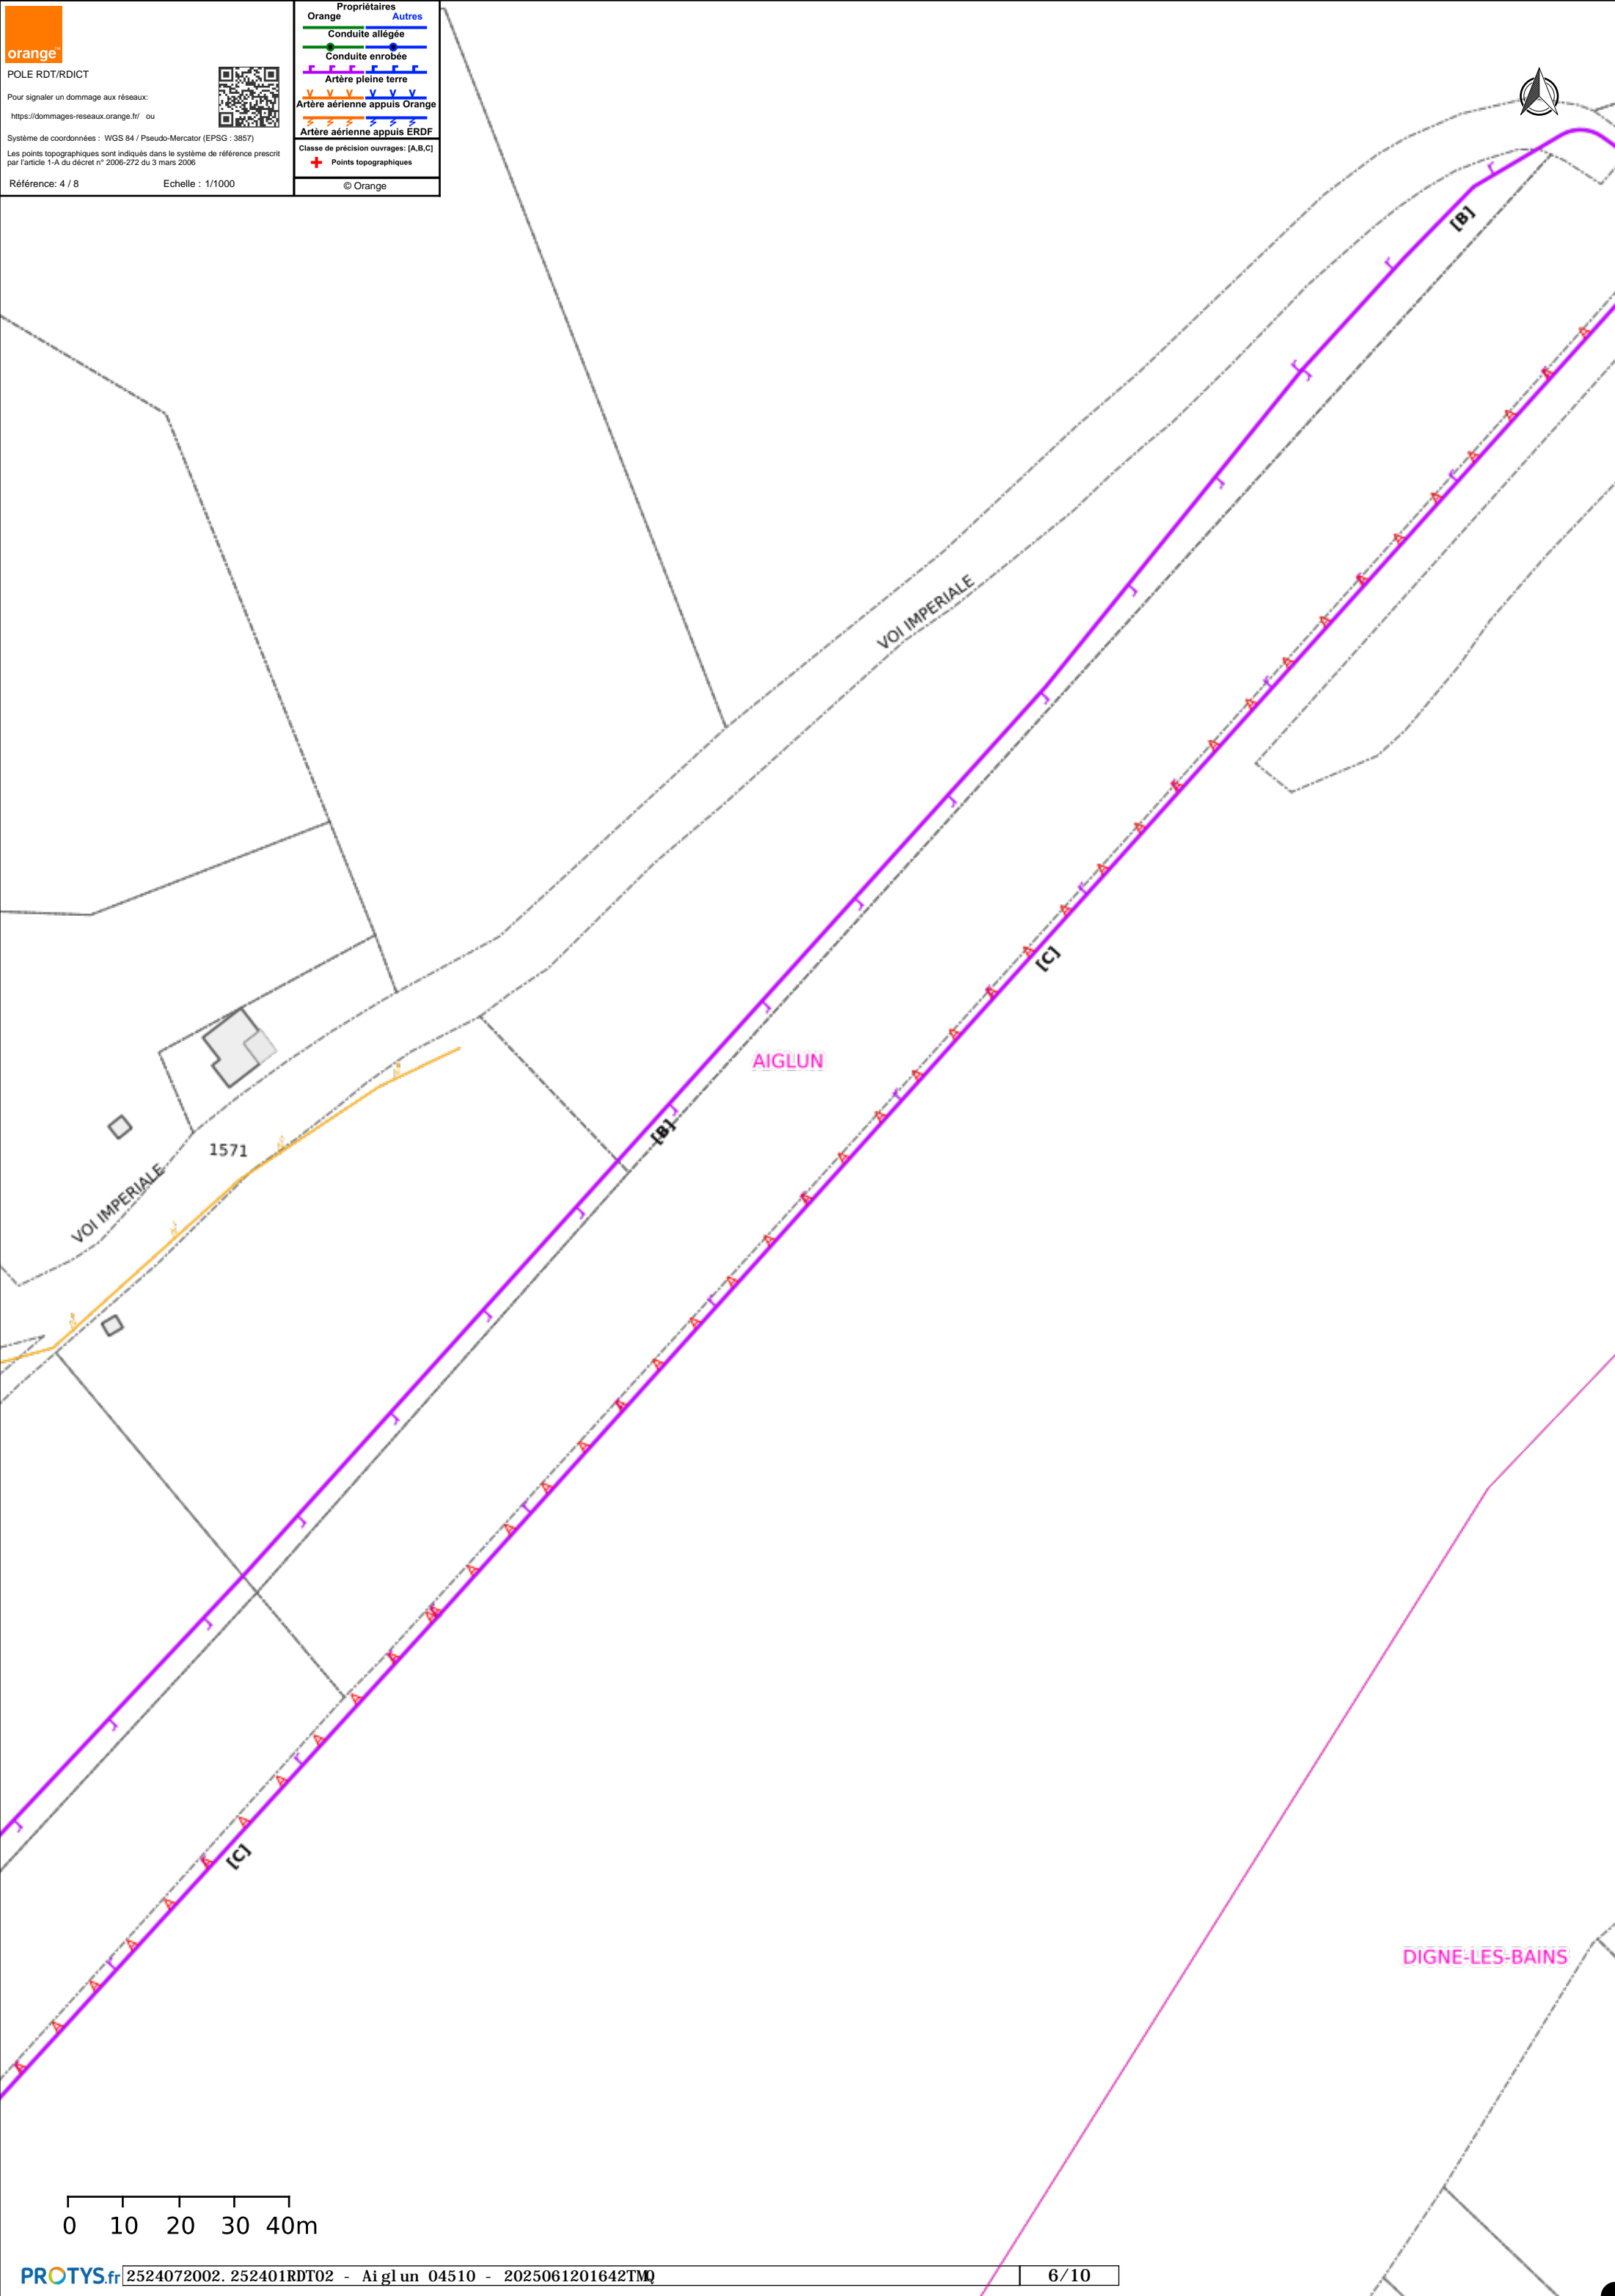 orange™
POLE RDT/RDICT
Pour signaler un dommage aux réseaux:
https://dommages-reseaux.orange.fr/ ou
Système de coordonnées : WGS 84 / Pseudo-Mercator (EPSG : 3857)
Les points topographiques sont indiqués dans le système de référence prescrit
par l'article 1-A du décret n° 2006-272 du 3 mars 2006
Référence: 4 / 8 Echelle : 1/1000
Propriétaires
Orange Autres
Conduite allégée
Conduite enrobée
Artère pleine terre
Artère aérienne appuis Orange
Artère aérienne appuis ERDF
Classe de précision ouvrages: [A,B,C]
Points topographiques
© Orange
[B]
VOI IMPERIALE
[C]
AIGLUN
[B]
1571
VOI IMPERIALE
[C]
DIGNE-LES-BAINS
0 10 20 30 40m
PROTYS.fr 2524072002. 252401RDT02 - Aiglun 04510 - 2025061201642TMQ 6/10